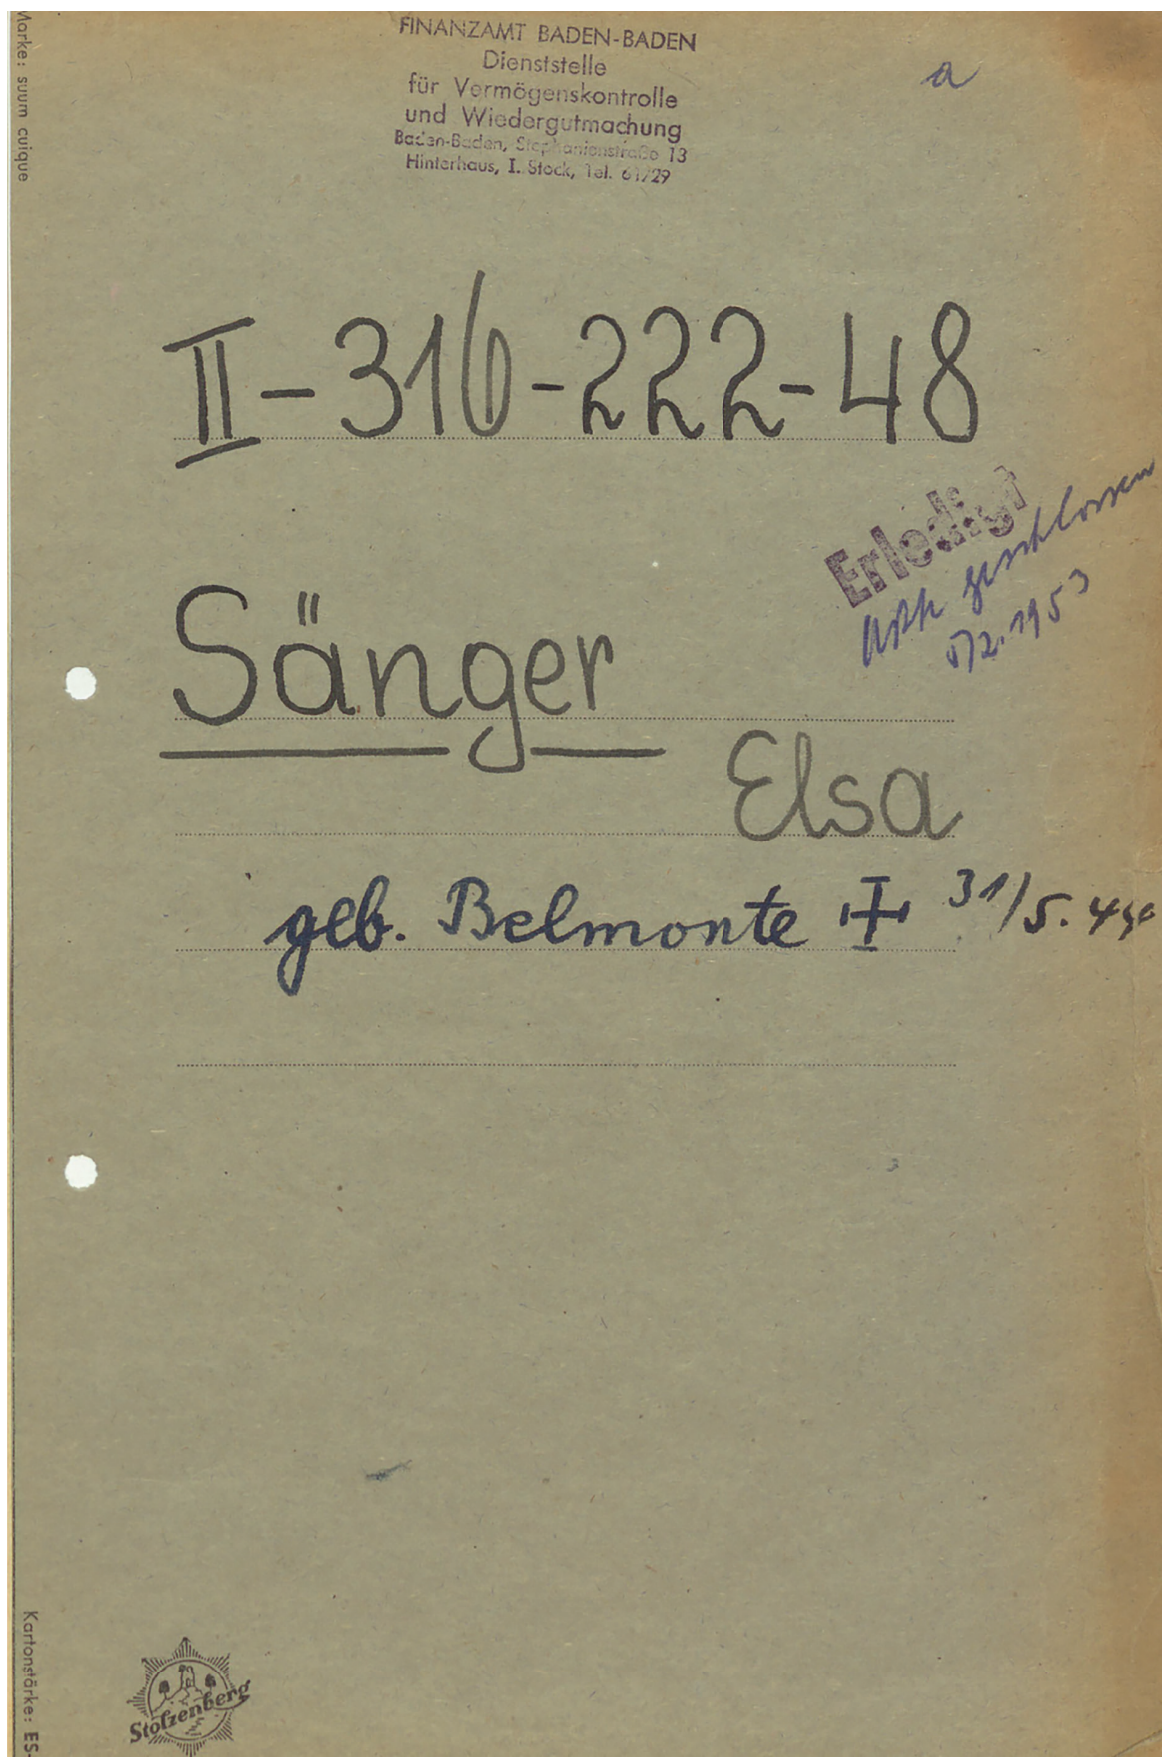 Marke: suum cuique
FINANZAMT BADEN-BADEN
Dienststelle
für Vermögenskontrolle
und Wiedergutmachung
Baden-Baden, Stephanienstraße 13
Hinterhaus, I. Stock, Tel. 61/29
a
II-316-222-48
Erledigt
Akte geschlossen
2.1953
Sänger
Elsa
geb. Belmonte 31/5.
Stolzenberg
Kartonstärke: ES-